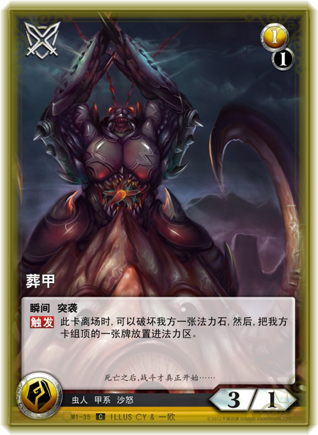 1
1
葬甲
瞬间 突袭
触发 此卡离场时,可以破坏我方一张法力石,然后,把我方
卡组顶的一张牌放置进法力区。
死亡之后,战斗才真正开始……
虫人 甲系 沙怒
3/1
W1-39 C ILLUS CY & 一欧